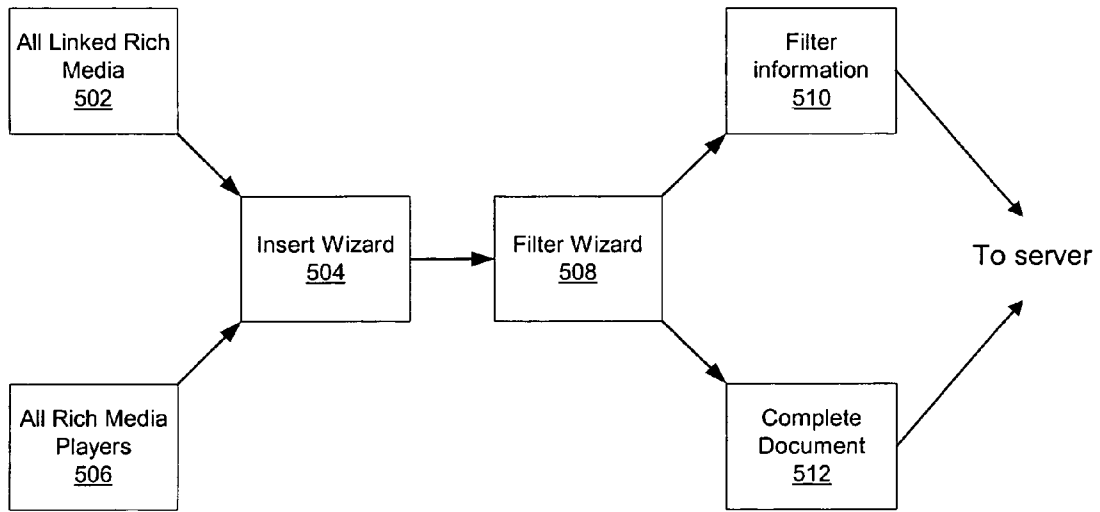 All Linked Rich
Media
502
Filter
information
510
Insert Wizard
504
Filter Wizard
508
To server
All Rich Media
Players
506
Complete
Document
512